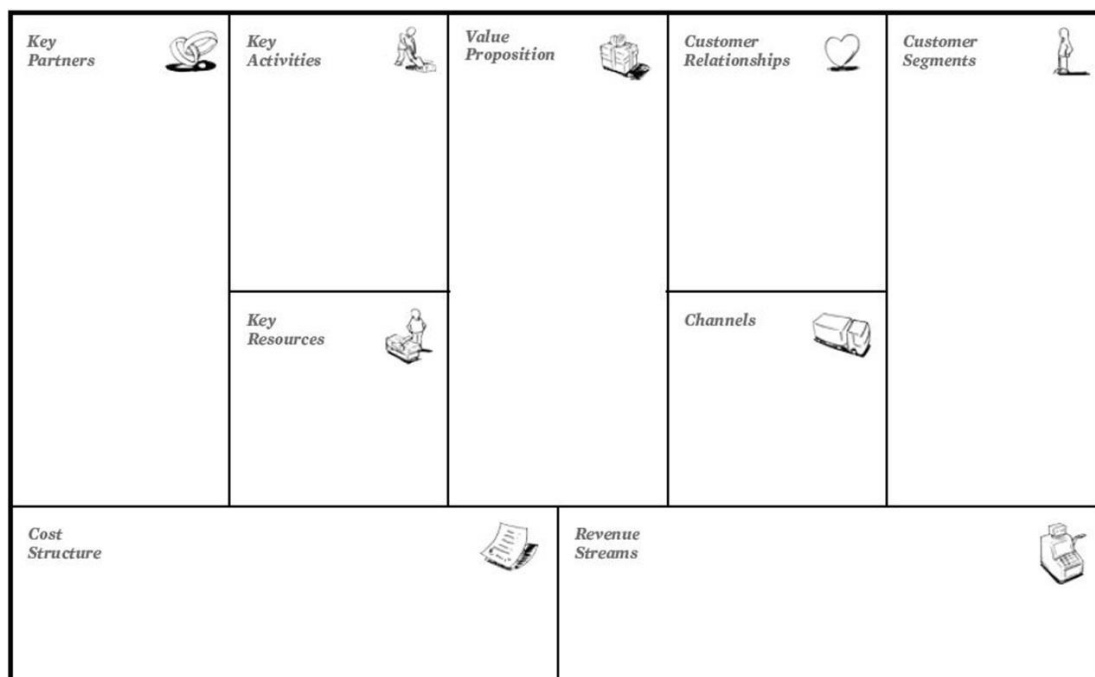 Key
Partners
Key
Activities
Value
Proposition
Customer
Relationships
Customer
Segments
Key
Resources
Channels
Cost
Structure
Revenue
Streams